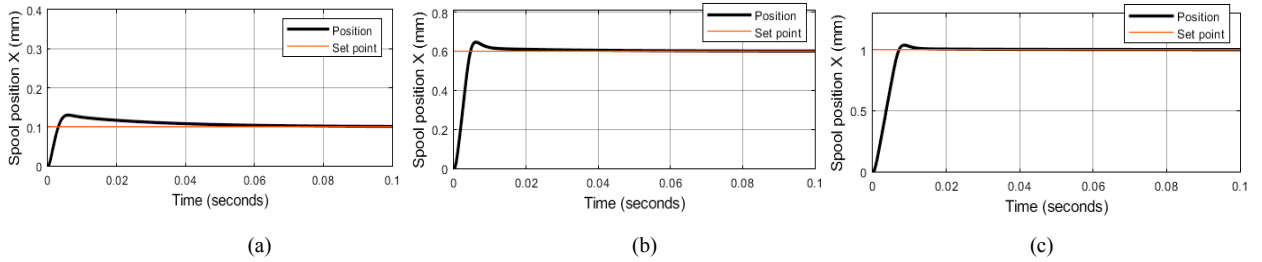 0.4
0.3
0.2
0.1
0
Spool position X (mm)
Position
Set point
0
0.02
0.04
0.06
0.08
0.1
Time (seconds)
(a)
0.8
0.6
0.4
0.2
0
Spool position X (mm)
Position
Set point
0
0.02
0.04
0.06
0.08
0.1
Time (seconds)
(b)
1
0.5
0
Spool position X (mm)
Position
Set point
0
0.02
0.04
0.06
0.08
0.1
Time (seconds)
(c)